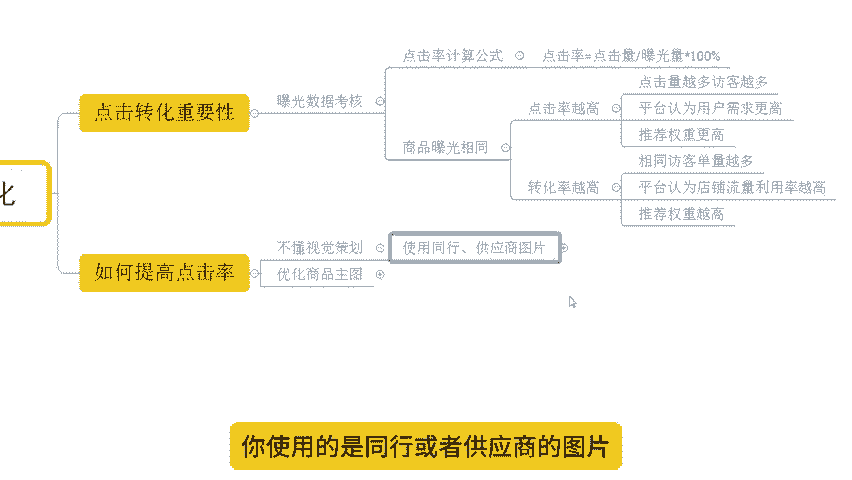 点击率计算公式
点击率=点击量/曝光量*100%
点击量越多访客越多
点击转化重要性
曝光数据考核
点击率越高
平台认为用户需求更高
推荐权重更高
商品曝光相同
相同访客单量越多
转化率越高
平台认为店铺流量利用率越高
推荐权重越高
化
如何提高点击率
不懂视觉策划
使用同行、供应商图片
优化商品主图
你使用的是同行或者供应商的图片